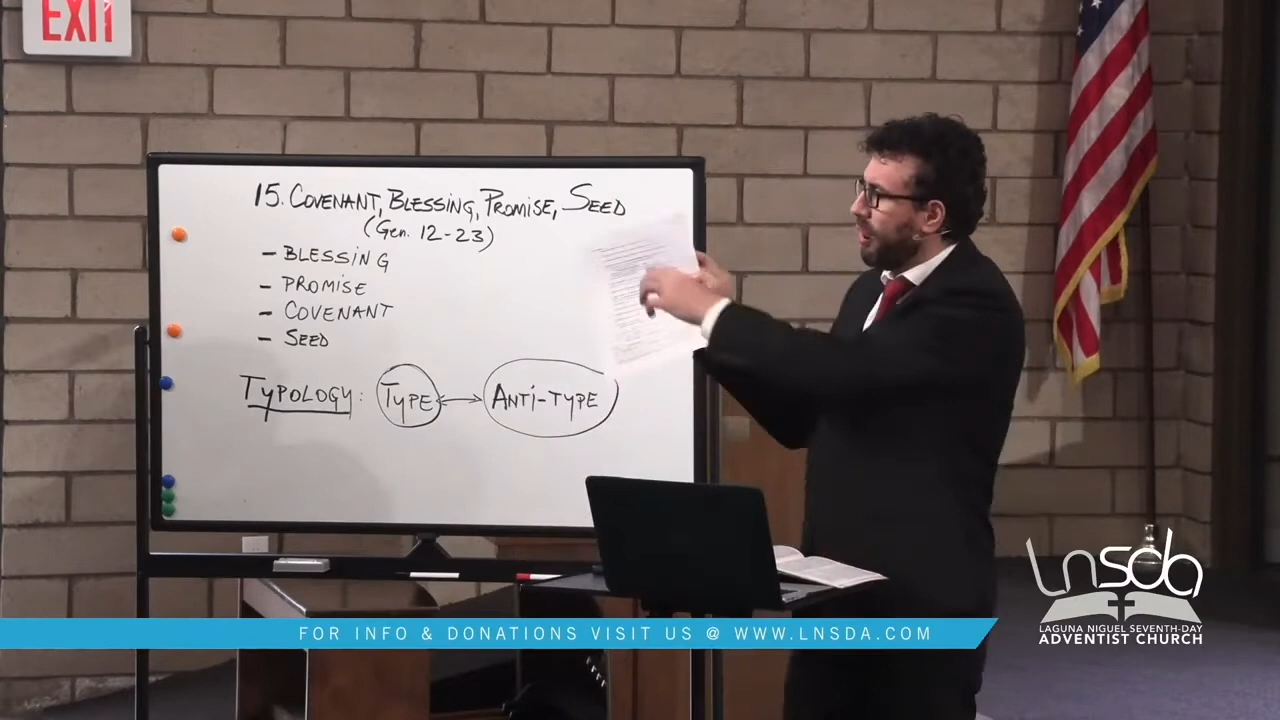 EXIT
15. COVENANT, BLESSING, PROMISE, SEED
(Gen. 12-23)
- BLESSING
- PROMISE
- COVENANT
- SEED
TYPOLOGY: TYPE ↔ ANTI-TYPE
LNSDA
LAGUNA NIGUEL SEVENTH-DAY
ADVENTIST CHURCH
FOR INFO & DONATIONS VISIT US @ WWW.LNSDA.COM